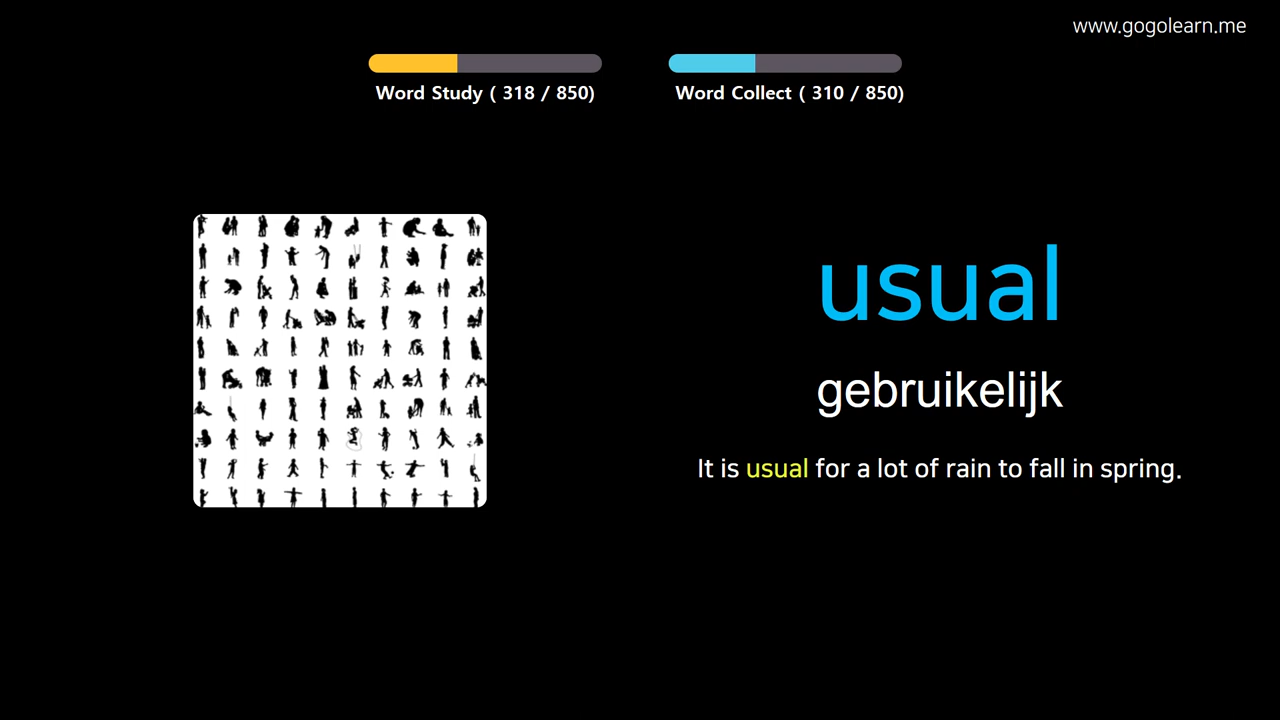 www.gogolearn.me
Word Study ( 318 / 850)
Word Collect ( 310 / 850)
usual
gebruikelijk
It is usual for a lot of rain to fall in spring.